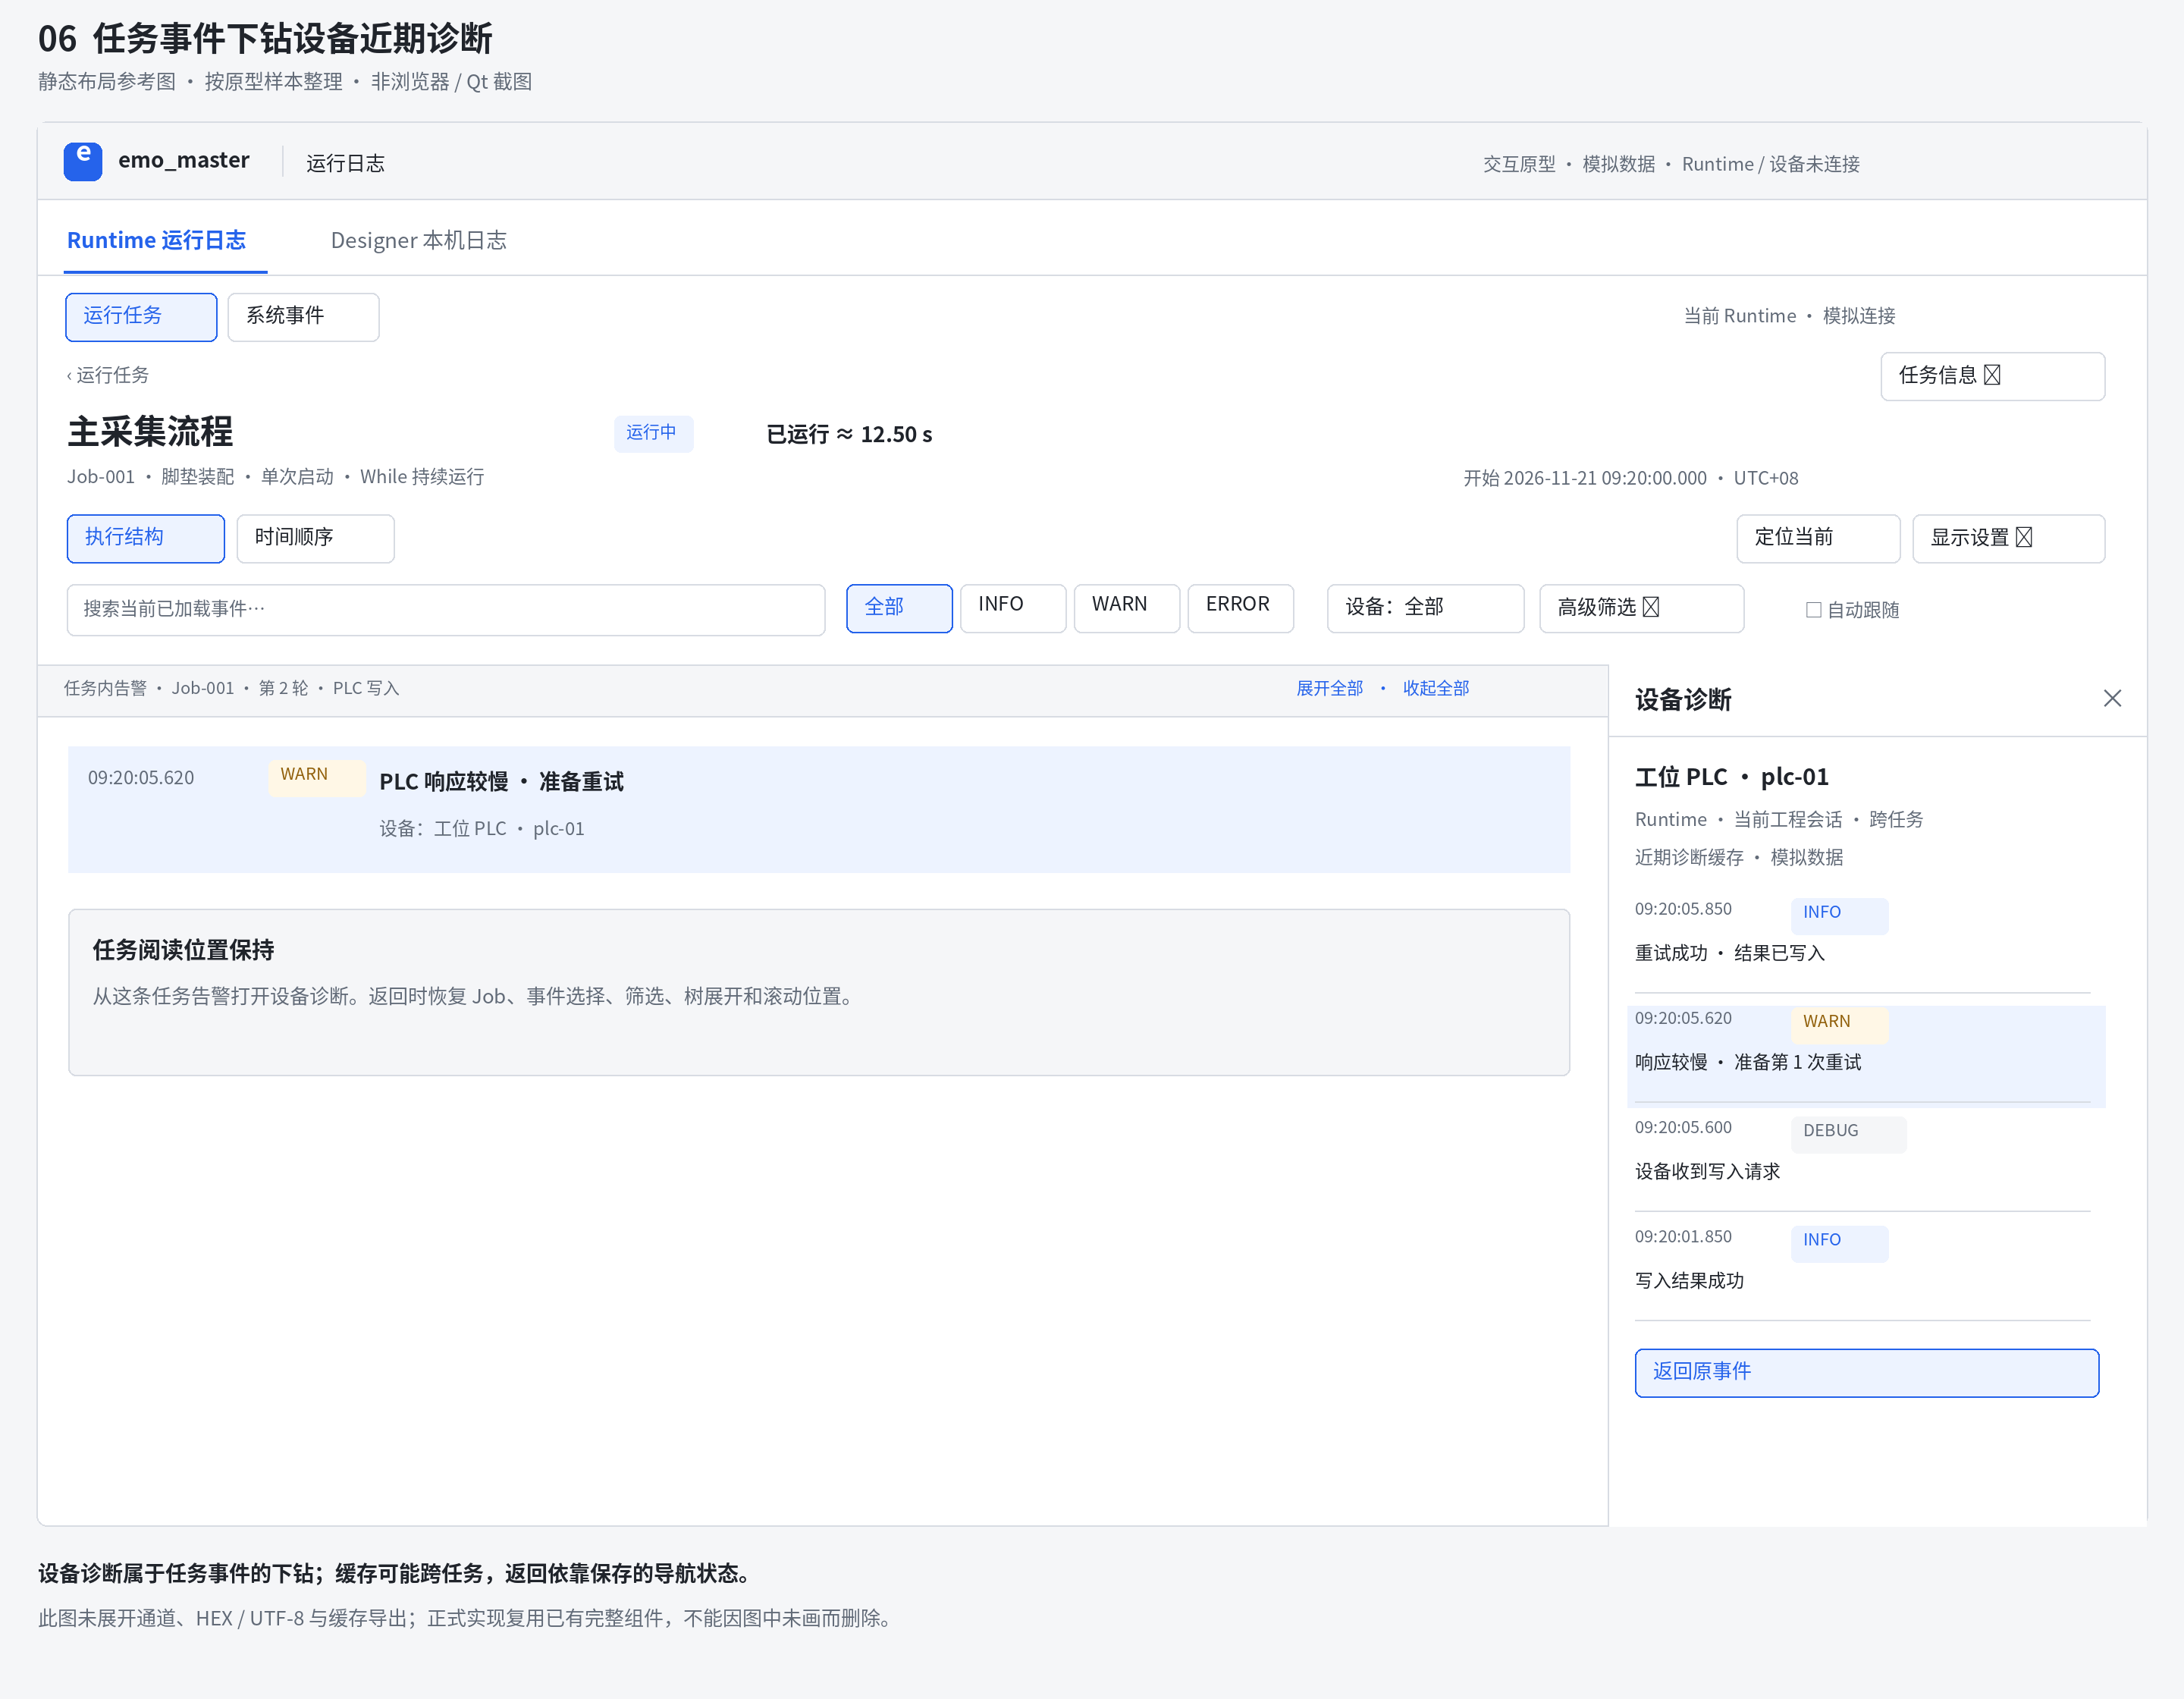 06 任务事件下钻设备近期诊断
静态布局参考图 · 按原型样本整理 · 非浏览器 / Qt 截图
e emo_master 运行日志 交互原型 · 模拟数据 · Runtime / 设备未连接
Runtime 运行日志 Designer 本机日志
运行任务 系统事件 当前 Runtime · 模拟连接
‹ 运行任务 任务信息
主采集流程 运行中 已运行 ≈ 12.50 s
Job-001 · 脚垫装配 · 单次启动 · While 持续运行 开始 2026-11-21 09:20:00.000 · UTC+08
执行结构 时间顺序 定位当前 显示设置
搜索当前已加载事件… 全部 INFO WARN ERROR 设备：全部 高级筛选 □ 自动跟随
任务内告警 · Job-001 · 第 2 轮 · PLC 写入 展开全部 · 收起全部
09:20:05.620 WARN PLC 响应较慢 · 准备重试
设备：工位 PLC · plc-01
任务阅读位置保持
从这条任务告警打开设备诊断。返回时恢复 Job、事件选择、筛选、树展开和滚动位置。
设备诊断 ×
工位 PLC · plc-01
Runtime · 当前工程会话 · 跨任务
近期诊断缓存 · 模拟数据
09:20:05.850 INFO
重试成功 · 结果已写入
09:20:05.620 WARN
响应较慢 · 准备第 1 次重试
09:20:05.600 DEBUG
设备收到写入请求
09:20:01.850 INFO
写入结果成功
返回原事件
设备诊断属于任务事件的下钻；缓存可能跨任务，返回依靠保存的导航状态。
此图未展开通道、HEX / UTF-8 与缓存导出；正式实现复用已有完整组件，不能因图中未画而删除。